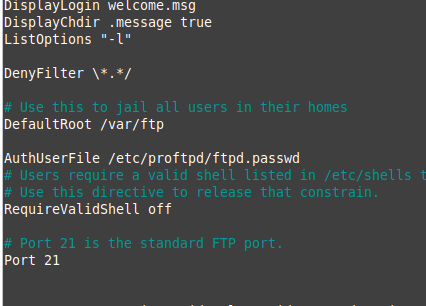 DisplayLogin welcome.msg
DisplayChdir .message true
ListOptions "-l"
DenyFilter \*.*/
# Use this to jail all users in their homes
DefaultRoot /var/ftp
AuthUserFile /etc/proftpd/ftpd.passwd
# Users require a valid shell listed in /etc/shells t
# Use this directive to release that constrain.
RequireValidShell off
# Port 21 is the standard FTP port.
Port 21